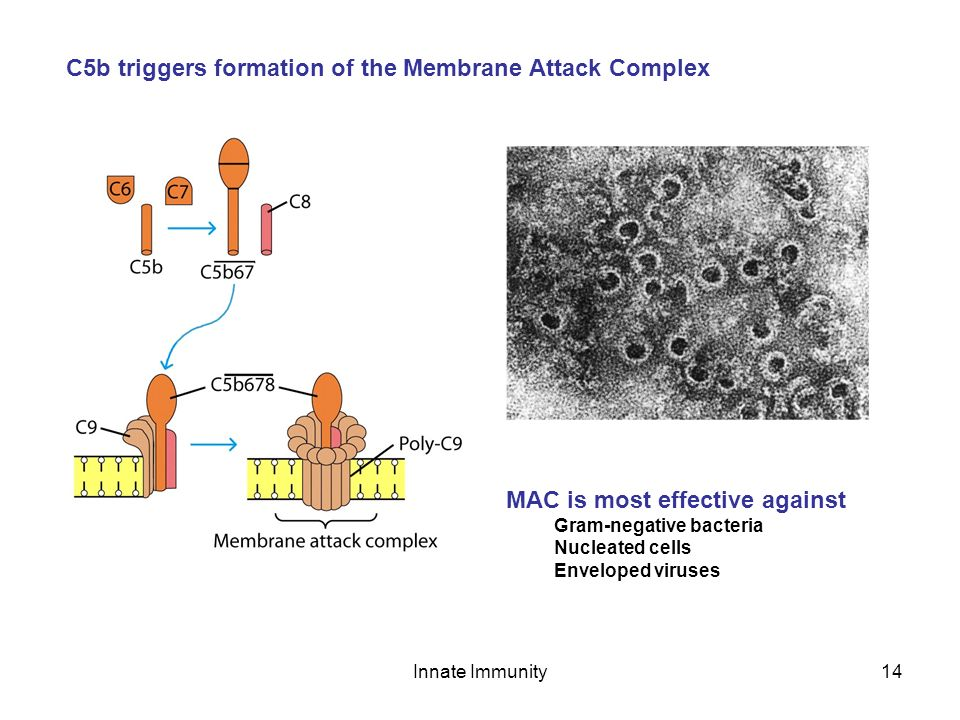 C5b triggers formation of the Membrane Attack Complex
C6
C7
C8
C5b
C5b67
C5b678
C9
Poly-C9
Membrane attack complex
MAC is most effective against
Gram-negative bacteria
Nucleated cells
Enveloped viruses
Innate Immunity
14